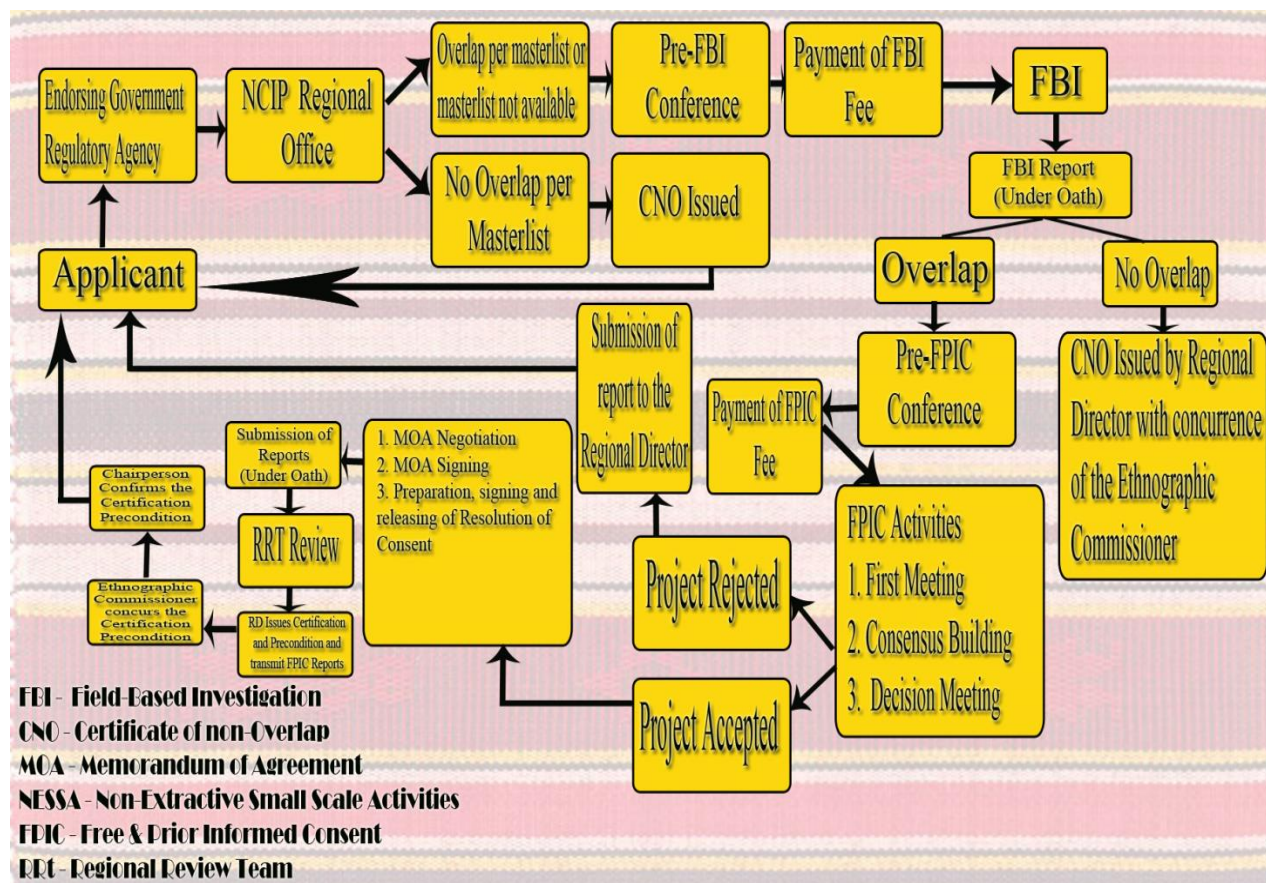 Endorsing Government
Regulatory Agency
NCIP Regional
Office
Overlap per masterlist or
masterlist not available
Pre-FBI
Conference
Payment of FBI
Fee
FBI
No Overlap per
Masterlist
CNO Issued
FBI Report
(Under Oath)
Applicant
Overlap
No Overlap
Submission of
report to the
Regional Director
Pre-FPIC
Conference
CNO Issued by Regional
Director with concurrence
of the Ethnographic
Commissioner
Payment of FPIC
Fee
FPIC Activities
1. First Meeting
2. Consensus Building
3. Decision Meeting
Project Rejected
Project Accepted
1. MOA Negotiation
2. MOA Signing
3. Preparation, signing and
releasing of Resolution of
Consent
Submission of
Reports
(Under Oath)
RRT Review
RD Issues Certification
and Precondition and
transmit FPIC Reports
Ethnographic
Commissioner
concurs the
Certification
Precondition
Chairperson
Confirms the
Certification
Precondition
FBI - Field-Based Investigation
CNO - Certificate of non-Overlap
MOA - Memorandum of Agreement
NESSA - Non-Extractive Small Scale Activities
FPIC - Free & Prior Informed Consent
RRt - Regional Review Team